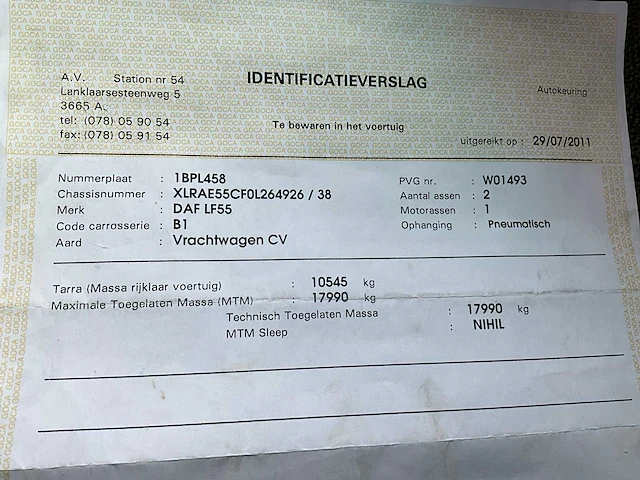 A.V. Station nr 54
Lanklaarsesteenweg 5
3665 A.
tel: (078) 05 90 54
fax: (078) 05 91 54
IDENTIFICATIEVERSLAG
Te bewaren in het voertuig
Autokeuring
uitgereikt op : 29/07/2011
Nummerplaat : 1BPL458
Chassisnummer : XLRAE55CF0L264926 / 38
Merk : DAF LF55
Code carrosserie : B1
Aard : Vrachtwagen CV
PVG nr. : W01493
Aantal assen : 2
Motorassen : 1
Ophanging : Pneumatisch
Tarra (Massa rijklaar voertuig) : 10545 kg
Maximale Toegelaten Massa (MTM) : 17990 kg
Technisch Toegelaten Massa : 17990 kg
MTM Sleep : NIHIL